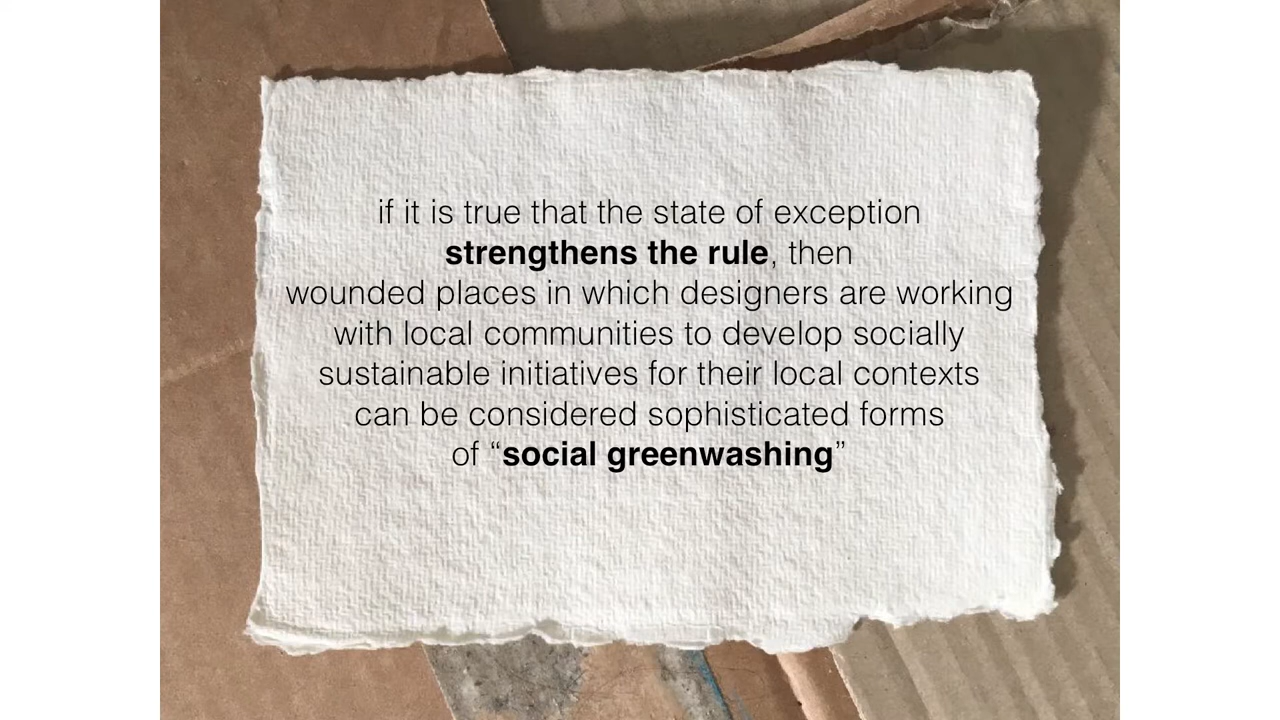 if it is true that the state of exception
strengthens the rule, then
wounded places in which designers are working
with local communities to develop socially
sustainable initiatives for their local contexts
can be considered sophisticated forms
of “social greenwashing”